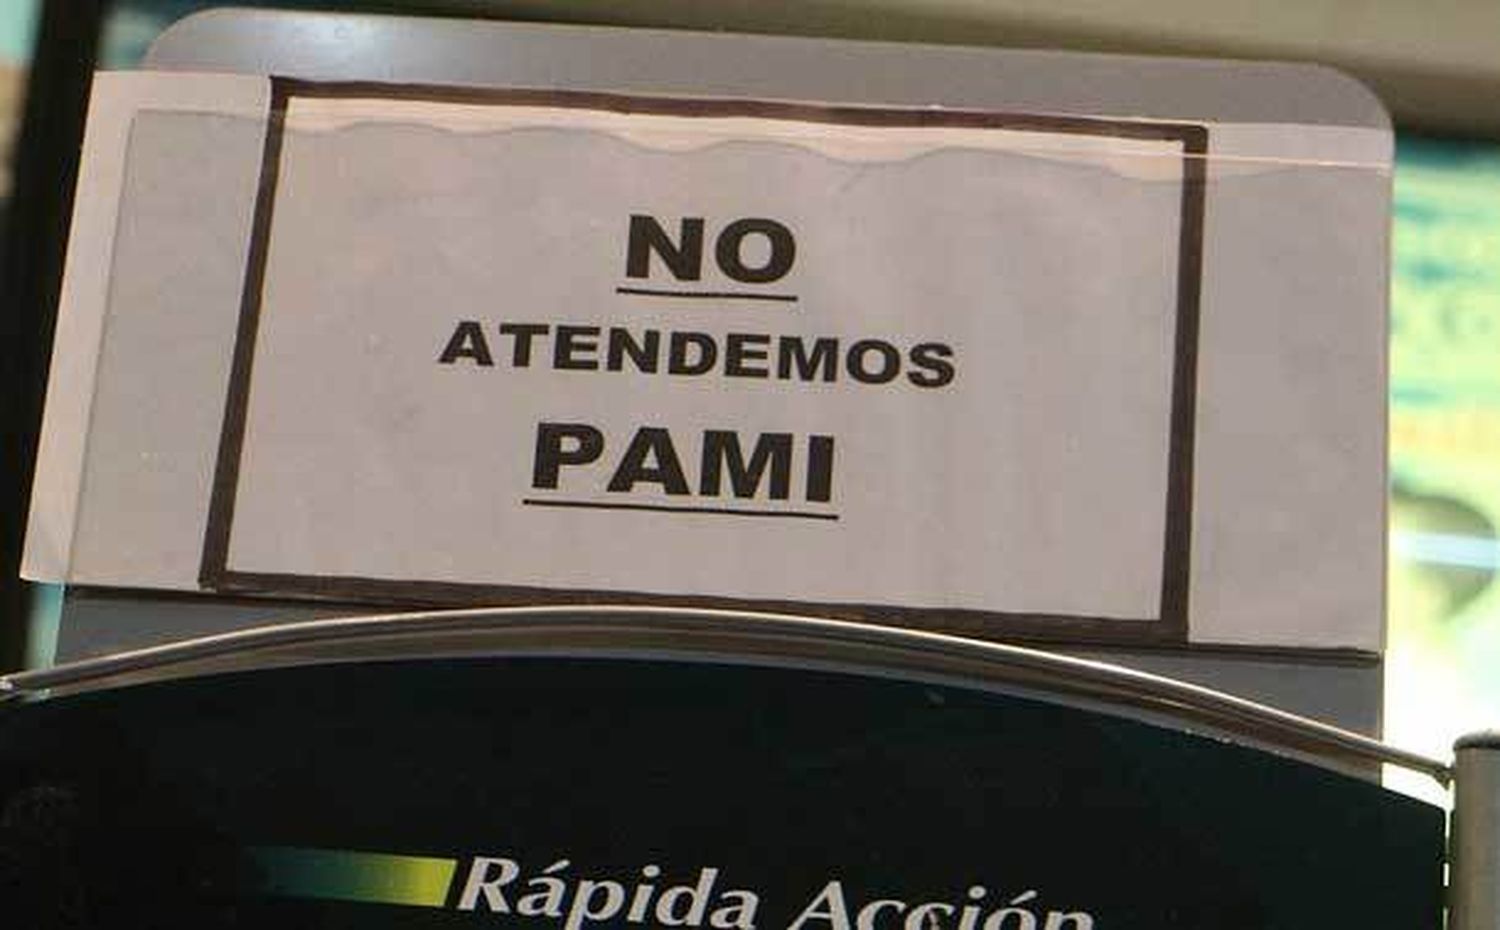 NO
ATENDEMOS
PAMI
Rápida Acción